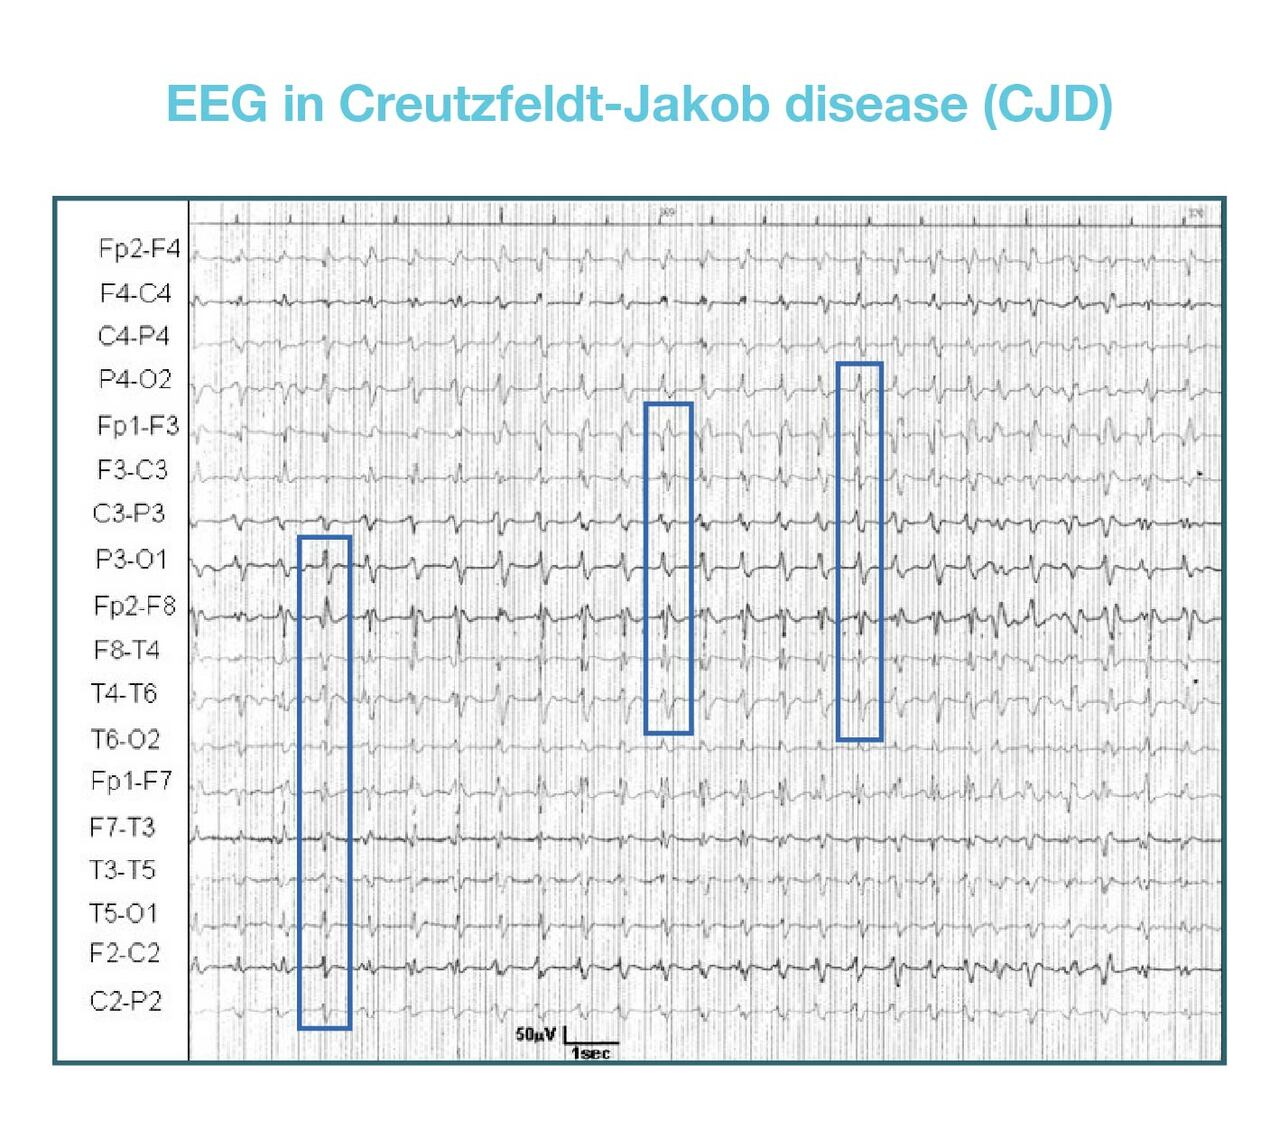 EEG in Creutzfeldt-Jakob disease (CJD)
Fp2-F4
F4-C4
C4-P4
P4-O2
Fp1-F3
F3-C3
C3-P3
P3-O1
Fp2-F8
F8-T4
T4-T6
T6-O2
Fp1-F7
F7-T3
T3-T5
T5-O1
F2-C2
C2-P2
50µV
1sec